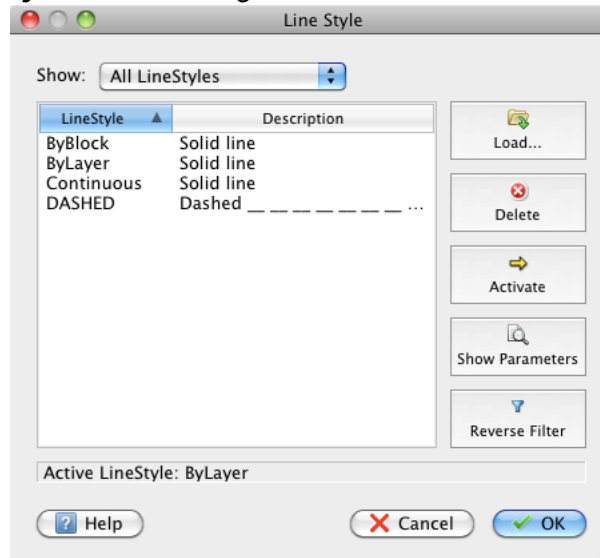 Line Style
Show: All LineStyles
LineStyle Description
ByBlock Solid line
ByLayer Solid line
Continuous Solid line
DASHED Dashed __ __ __ __ __ __ __ ...
Load...
Delete
Activate
Show Parameters
Reverse Filter
Active LineStyle: ByLayer
? Help
Cancel
OK